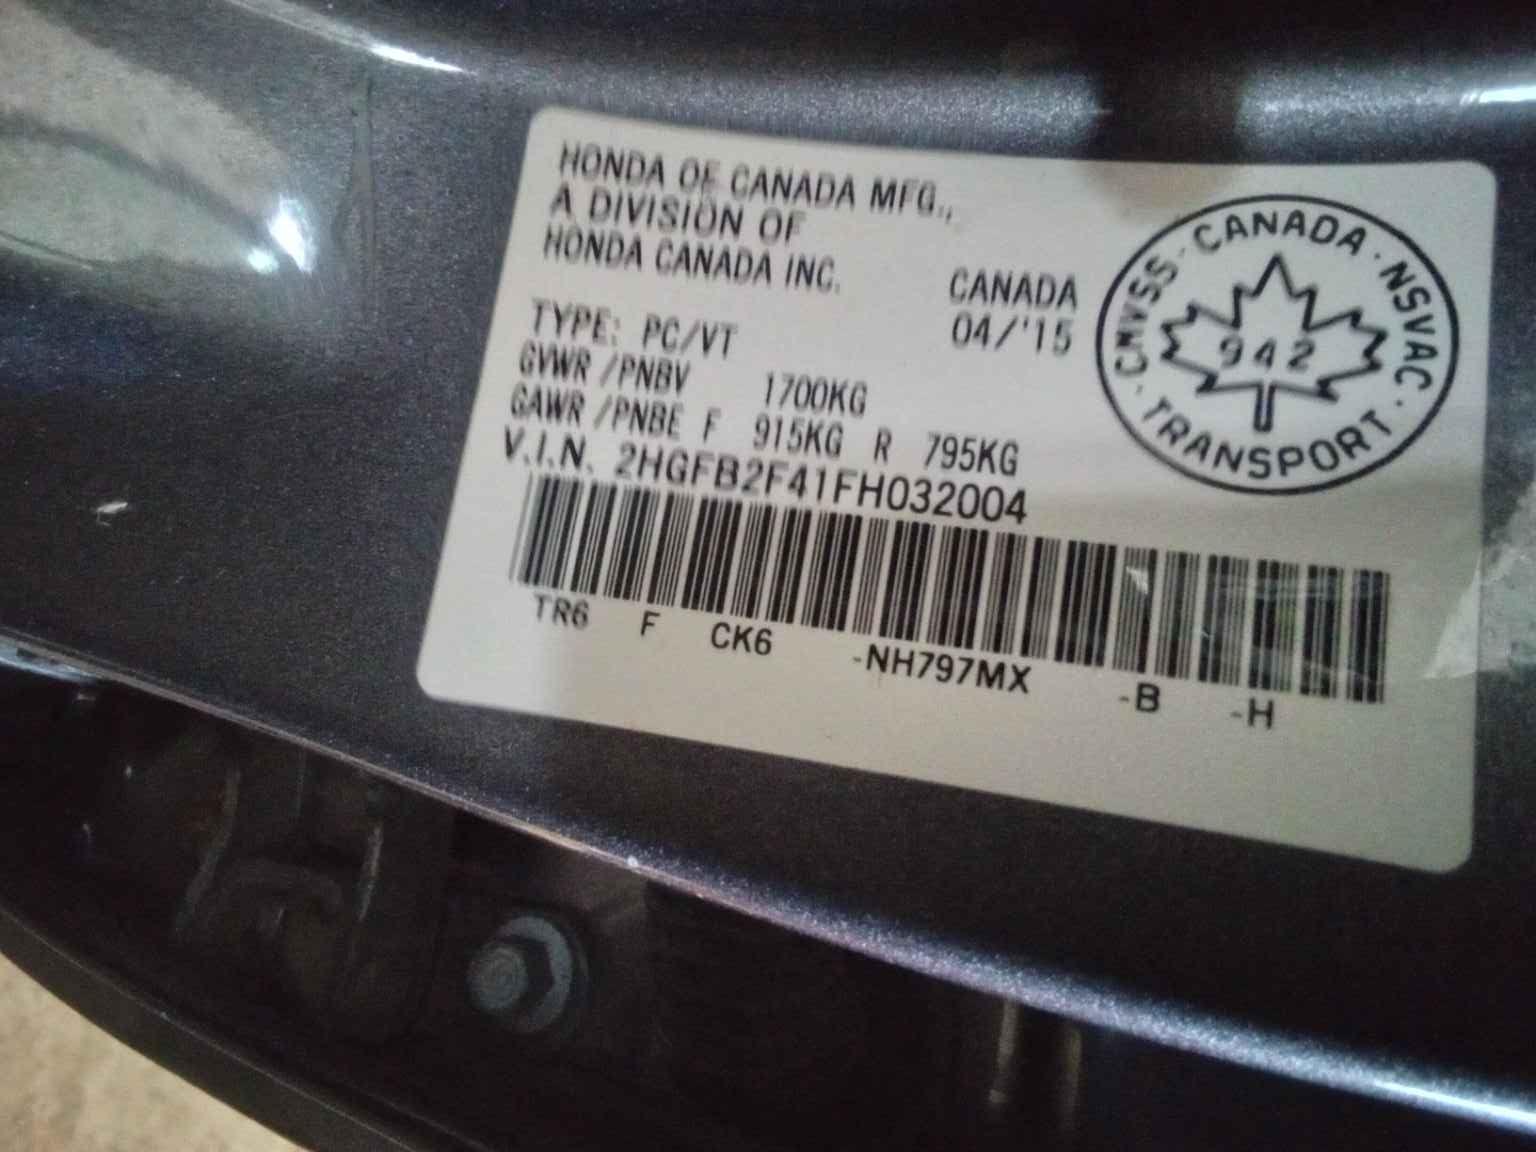 HONDA OF CANADA MFG.,
A DIVISION OF
HONDA CANADA INC.
CANADA
04/'15
TYPE: PC/VT
GVWR /PNBV 1700KG
GAWR /PNBE F 915KG R 795KG
V.I.N. 2HGFB2F41FH032004
TR6 F CK6 -NH797MX -B -H
CMVSS · CANADA · NSVAC ·
942
TRANSPORT